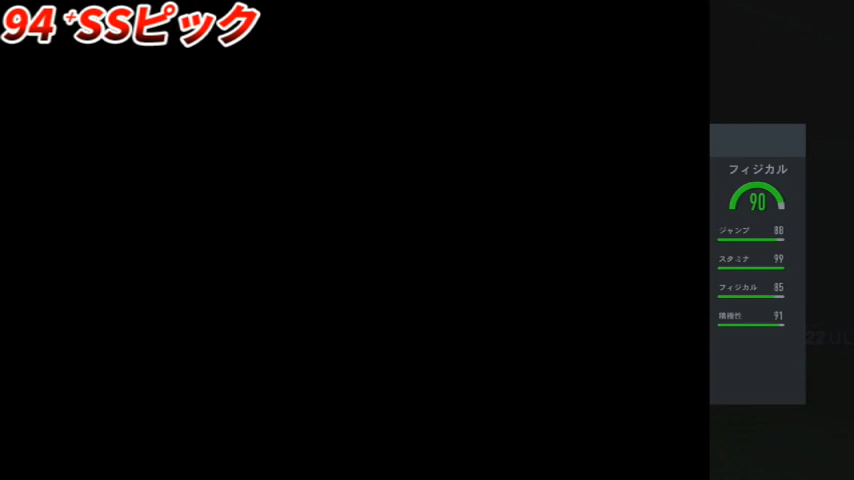 94⁺SSピック
フィジカル
90
ジャンプ 88
スタミナ 99
フィジカル 85
積極性 91